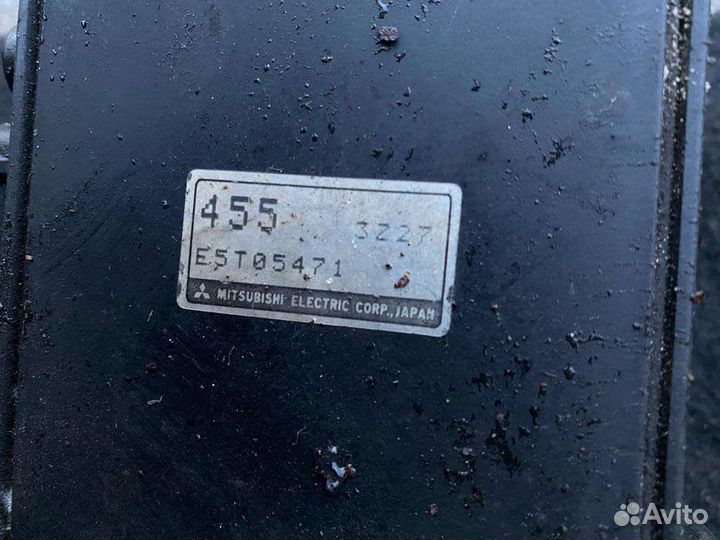 455 3Z27
E5T05471
MITSUBISHI ELECTRIC CORP., JAPAN
Avito